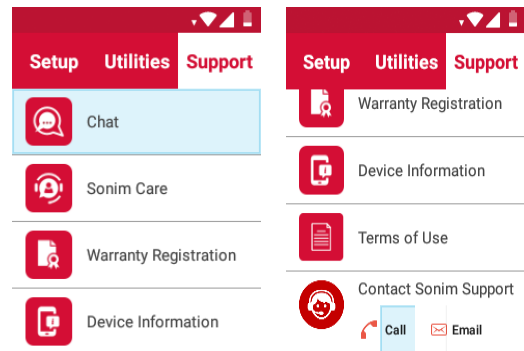 Setup Utilities Support
Chat
Sonim Care
Warranty Registration
Device Information
Setup Utilities Support
Warranty Registration
Device Information
Terms of Use
Contact Sonim Support
Call Email